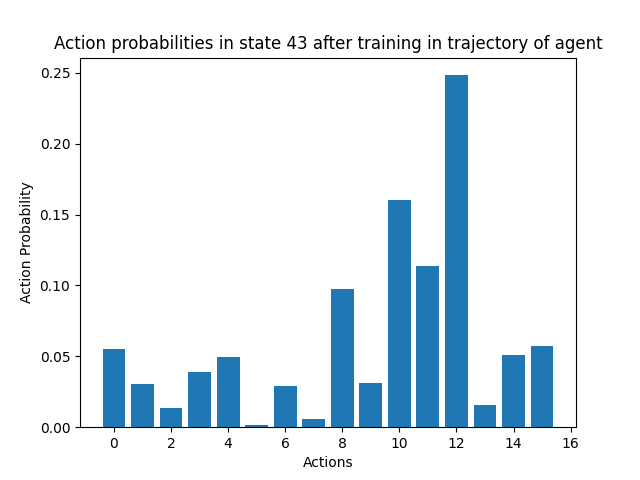 Action probabilities in state 43 after training in trajectory of agent
0.25
0.20
0.15
0.10
0.05
0.00
Action Probability
0 2 4 6 8 10 12 14 16
Actions